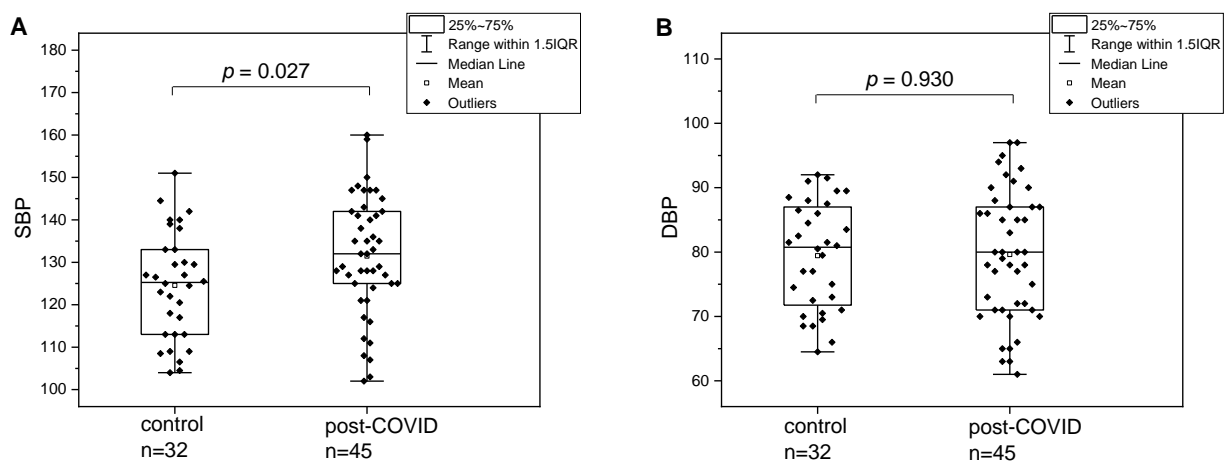 A
25%~75%
Range within 1.5IQR
Median Line
Mean
Outliers
p = 0.027
SBP
180
170
160
150
140
130
120
110
100
control
n=32
post-COVID
n=45
B
25%~75%
Range within 1.5IQR
Median Line
Mean
Outliers
p = 0.930
DBP
110
100
90
80
70
60
control
n=32
post-COVID
n=45